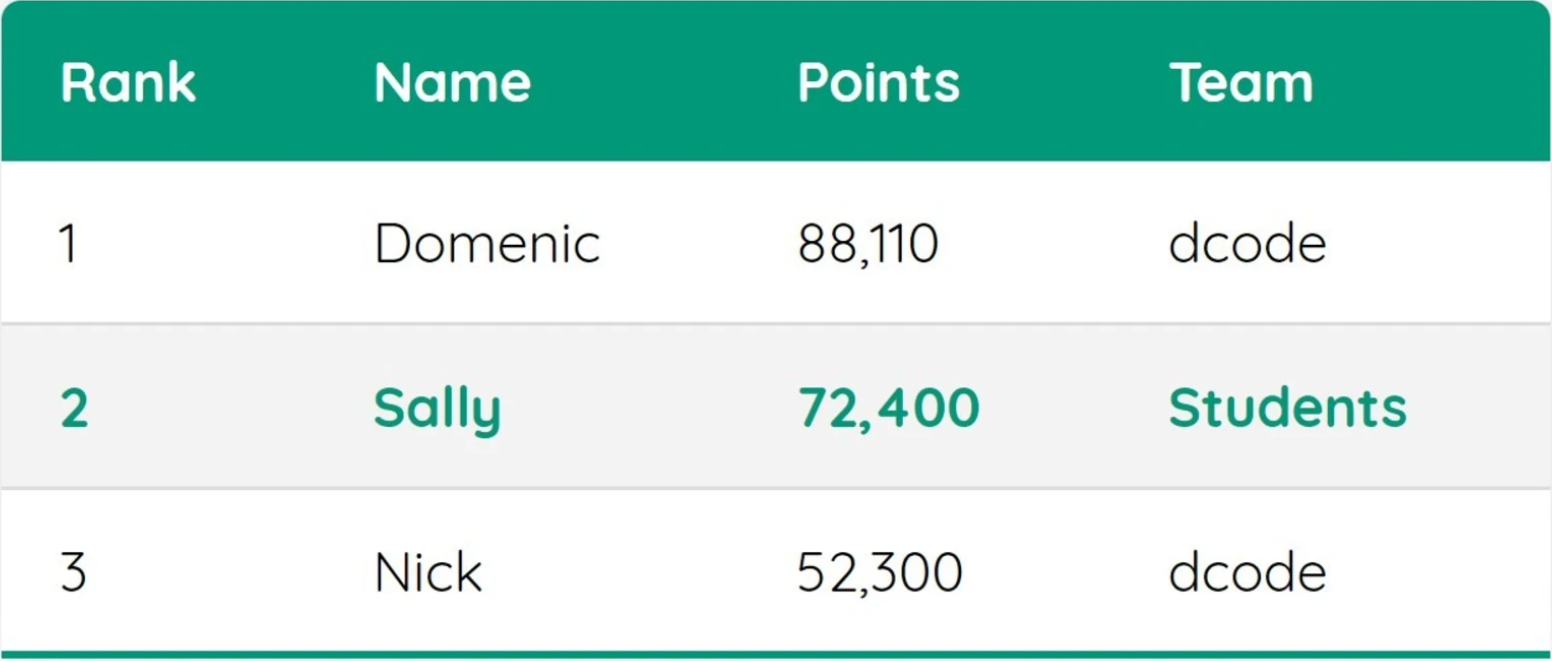 Rank Name Points Team
1 Domenic 88,110 dcode
2 Sally 72,400 Students
3 Nick 52,300 dcode